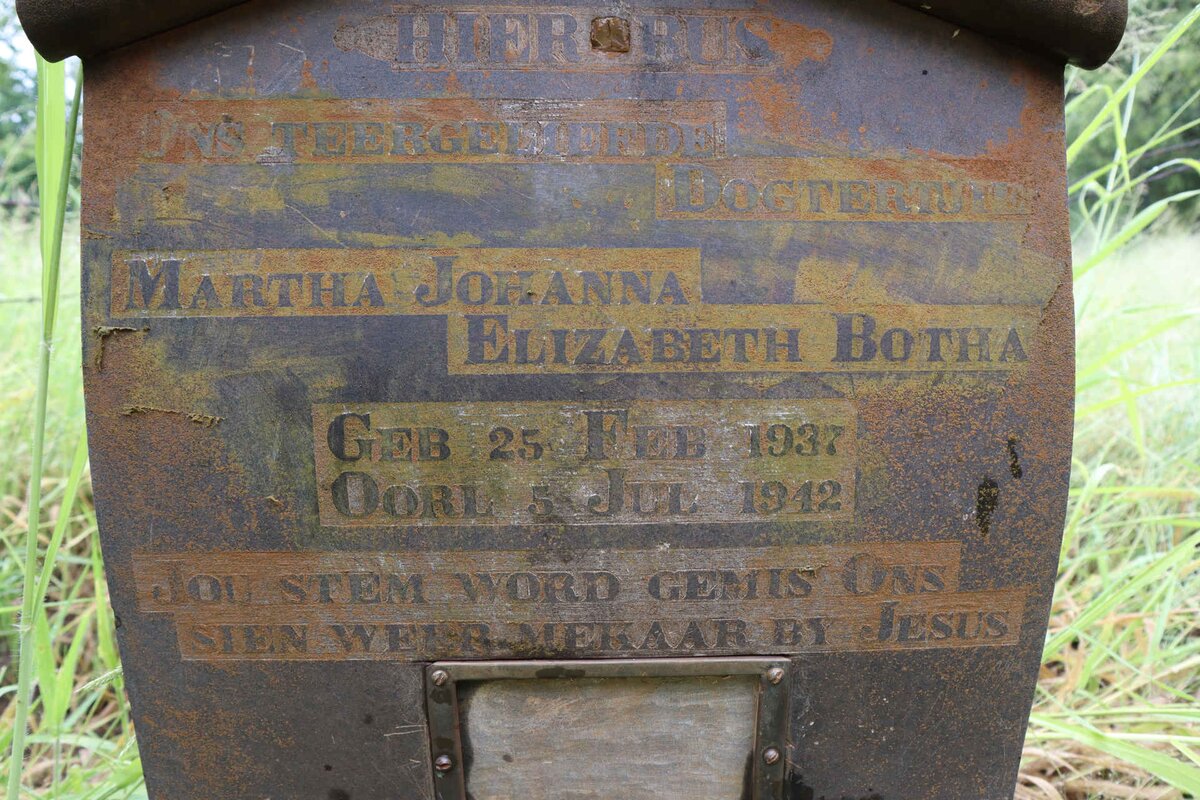 HIER RUS
ONS TEERGELIEFDE
DOGTERTJIE
MARTHA JOHANNA
ELIZABETH BOTHA
GEB 25 FEB 1937
OORL 5 JUL 1942
JOU STEM WORD GEMIS ONS
SIEN WEER MEKAAR BY JESUS